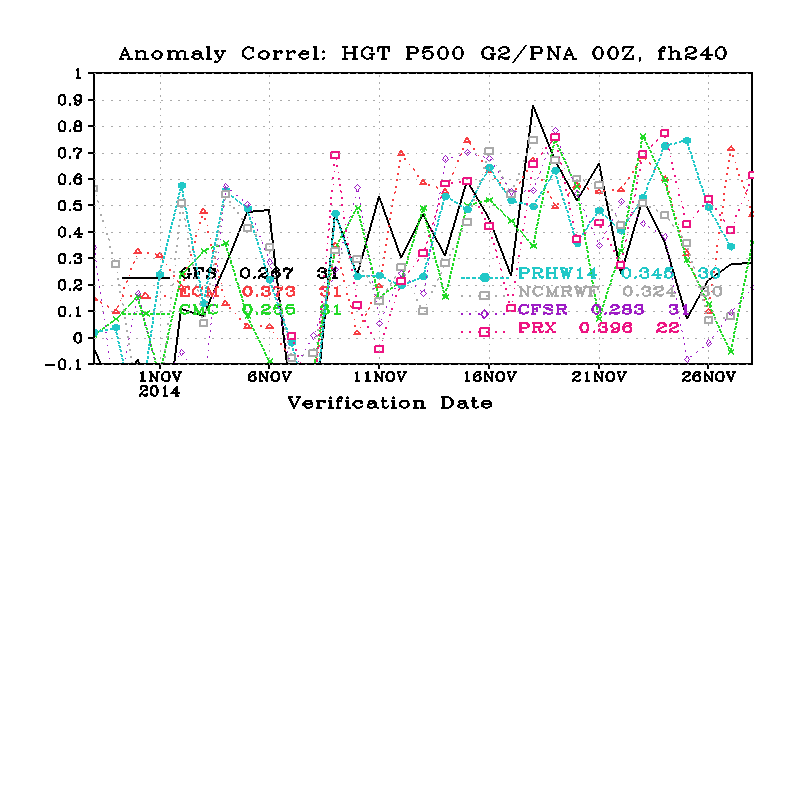 Anomaly Correl: HGT P500 G2/PNA 00Z, fh240
1
0.9
0.8
0.7
0.6
0.5
0.4
0.3
0.2
0.1
0
-0.1
GFS 0.267 31
ECM 0.373 31
CMC 0.265 31
PRHW14 0.345 30
NCMRWF 0.324 30
CFSR 0.283 31
PRX 0.396 22
1NOV 6NOV 11NOV 16NOV 21NOV 26NOV
2014
Verification Date